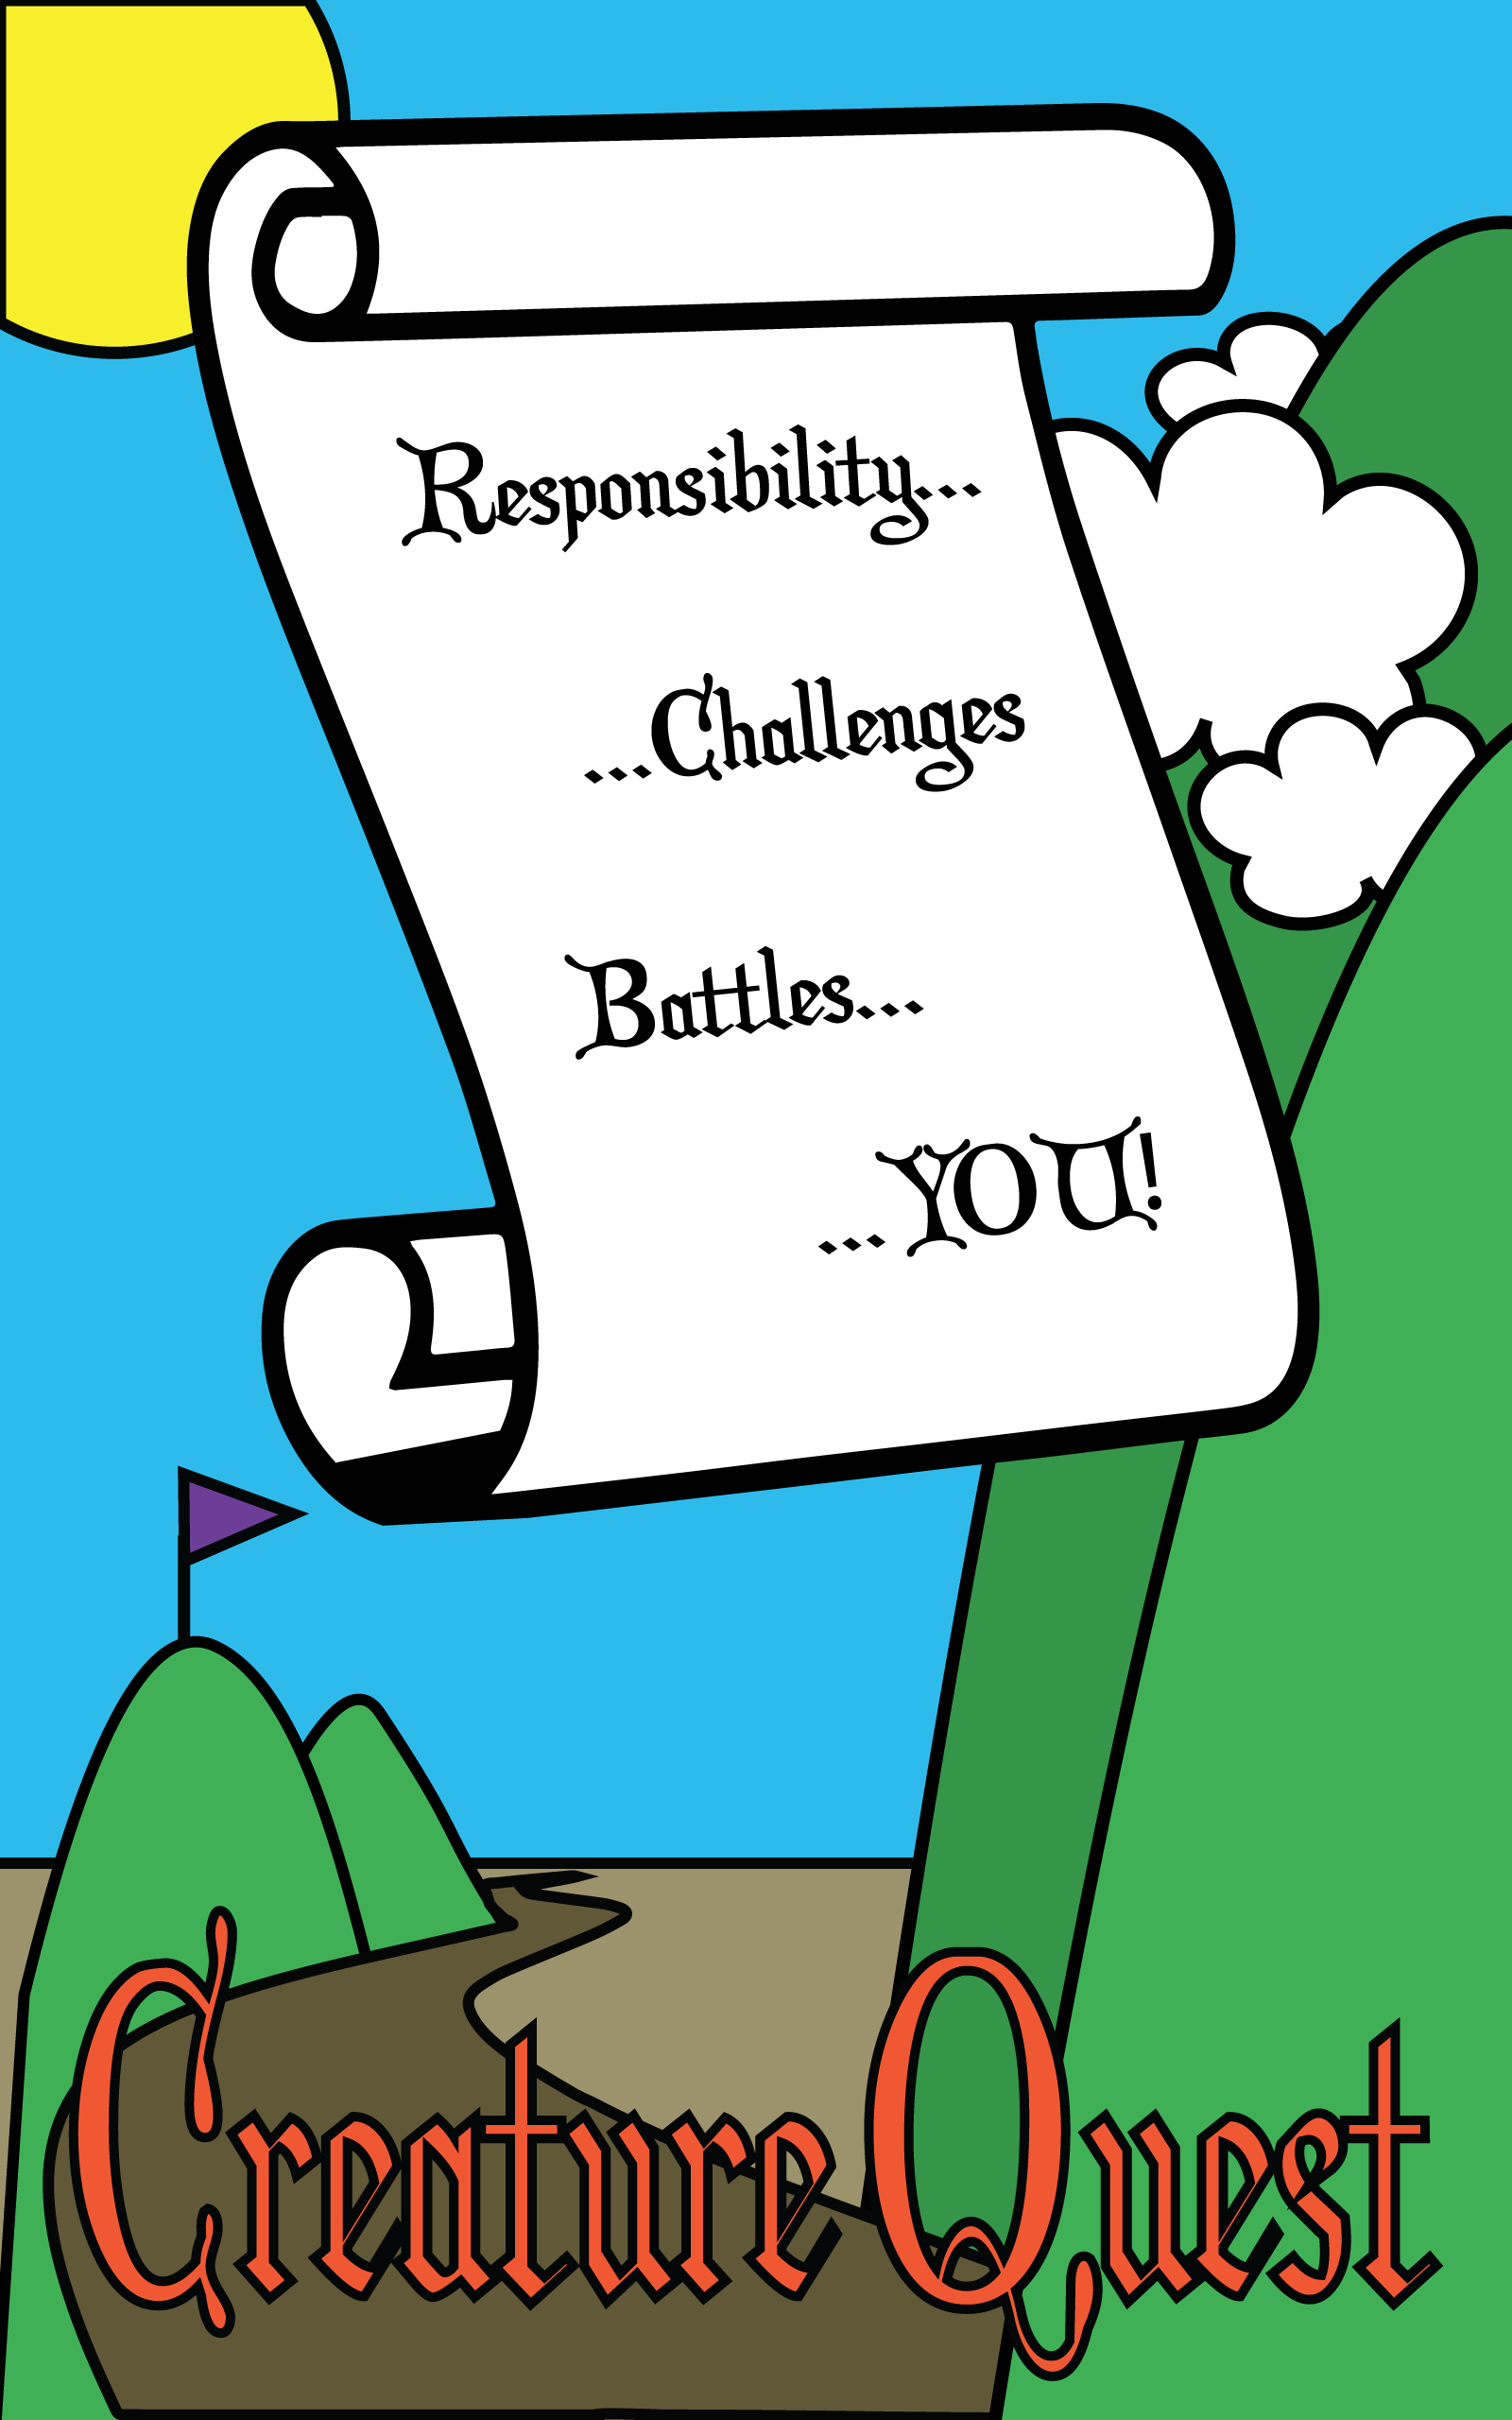 Responsibility...
...Challenges
Battles...
...YOU!
Creature Quest